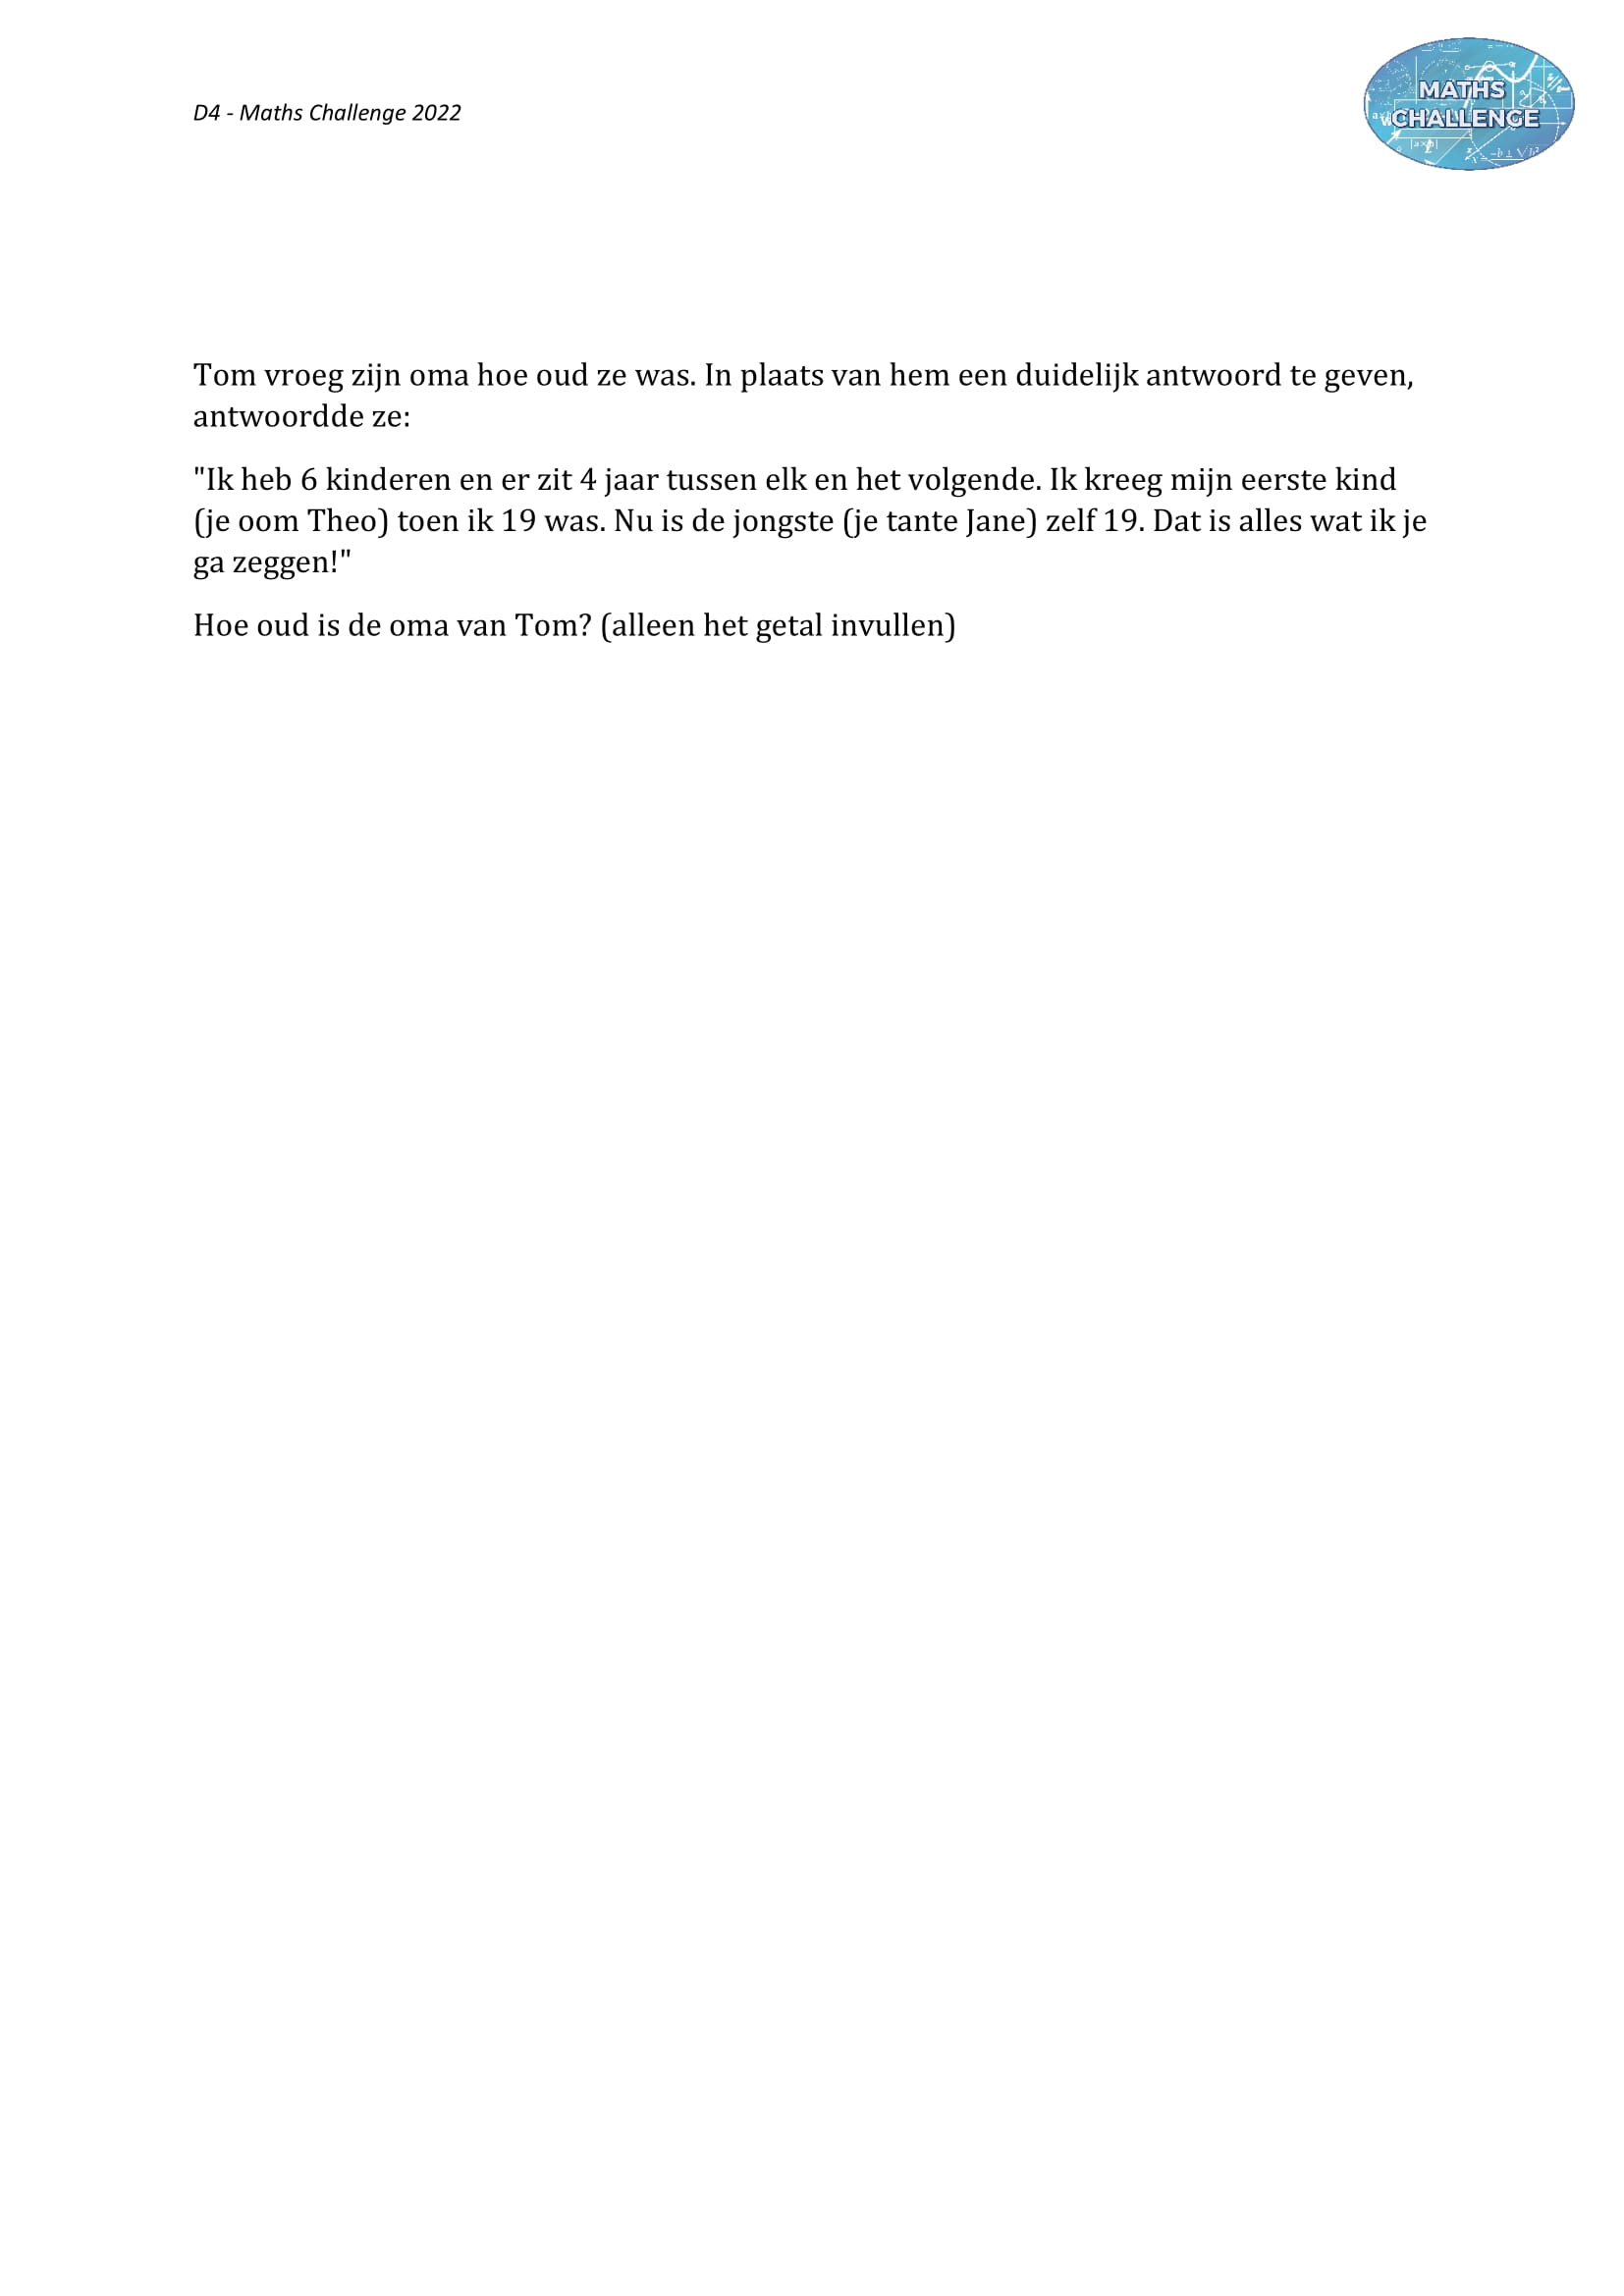 D4 - Maths Challenge 2022
MATHS
CHALLENGE
Tom vroeg zijn oma hoe oud ze was. In plaats van hem een duidelijk antwoord te geven,
antwoordde ze:
"Ik heb 6 kinderen en er zit 4 jaar tussen elk en het volgende. Ik kreeg mijn eerste kind
(je oom Theo) toen ik 19 was. Nu is de jongste (je tante Jane) zelf 19. Dat is alles wat ik je
ga zeggen!"
Hoe oud is de oma van Tom? (alleen het getal invullen)